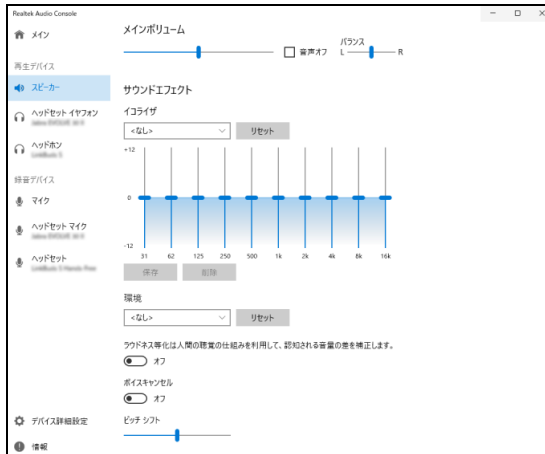 Realtek Audio Console
メイン
再生デバイス
スピーカー
ヘッドセット イヤフォン
ヘッドホン
録音デバイス
マイク
ヘッドセット マイク
ヘッドセット
デバイス詳細設定
情報
メインボリューム
音声オフ
バランス
L R
サウンドエフェクト
イコライザ
<なし> リセット
+12
0
-12
31 62 125 250 500 1k 2k 4k 8k 16k
保存 削除
環境
<なし> リセット
ラウドネス等化は人間の聴覚の仕組みを利用して、認知される音量の差を補正します。
オフ
ボイスキャンセル
オフ
ピッチ シフト